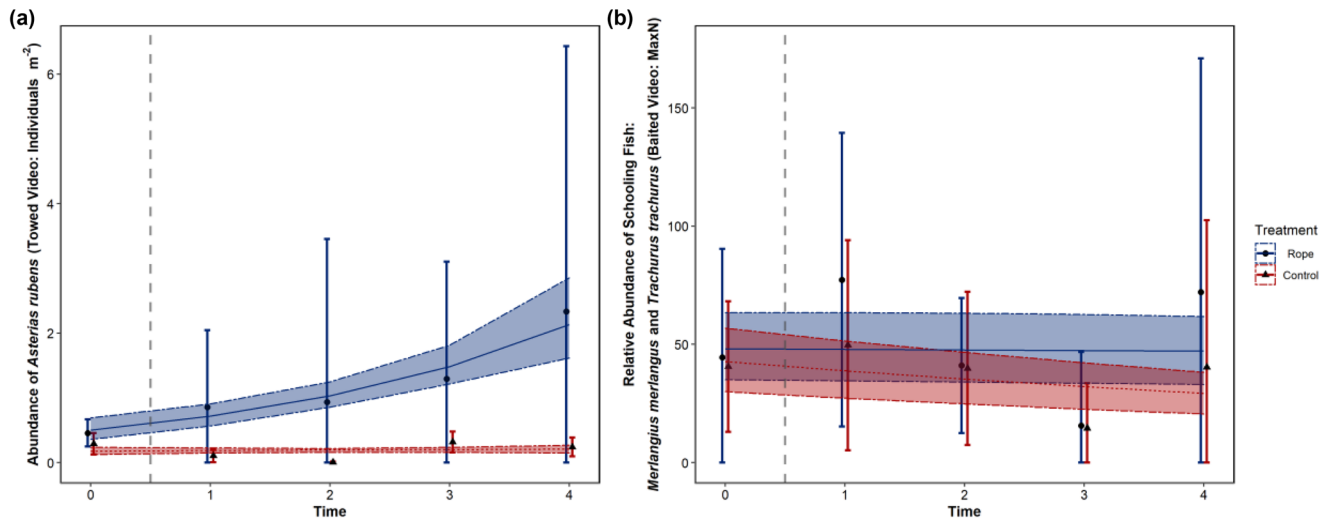 (a)
Abundance of Asterias rubens (Towed Video: Individuals m-2)
6
4
2
0
0 1 2 3 4
Time
(b)
Relative Abundance of Schooling Fish:
Merlangius merlangus and Trachurus trachurus (Baited Video: MaxN)
150
100
50
0
0 1 2 3 4
Time
Treatment
Rope
Control